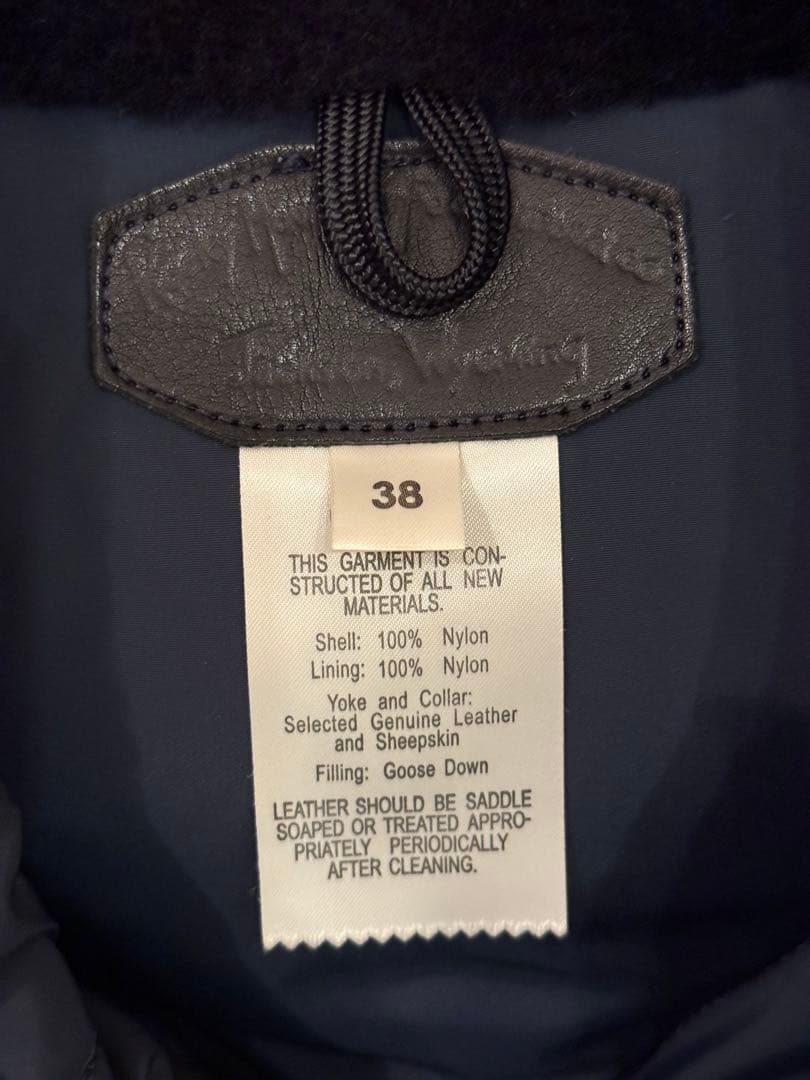 Jackson, Wyoming
38
THIS GARMENT IS CON-
STRUCTED OF ALL NEW
MATERIALS.
Shell: 100% Nylon
Lining: 100% Nylon
Yoke and Collar:
Selected Genuine Leather
and Sheepskin
Filling: Goose Down
LEATHER SHOULD BE SADDLE
SOAPED OR TREATED APPRO-
PRIATELY PERIODICALLY
AFTER CLEANING.